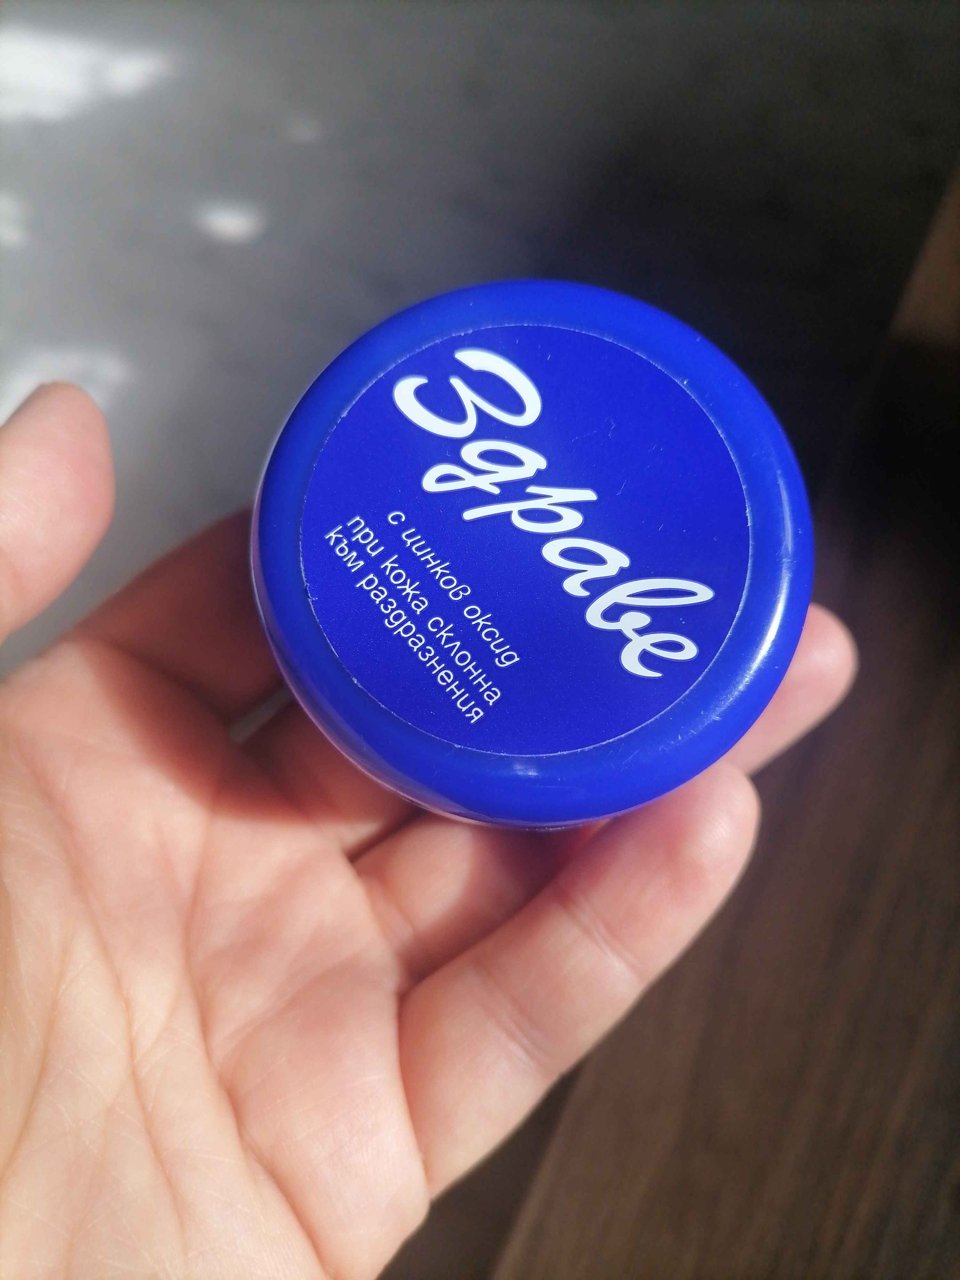 Здраве
с цинков оксид
при кожа склонна
към раздразнения